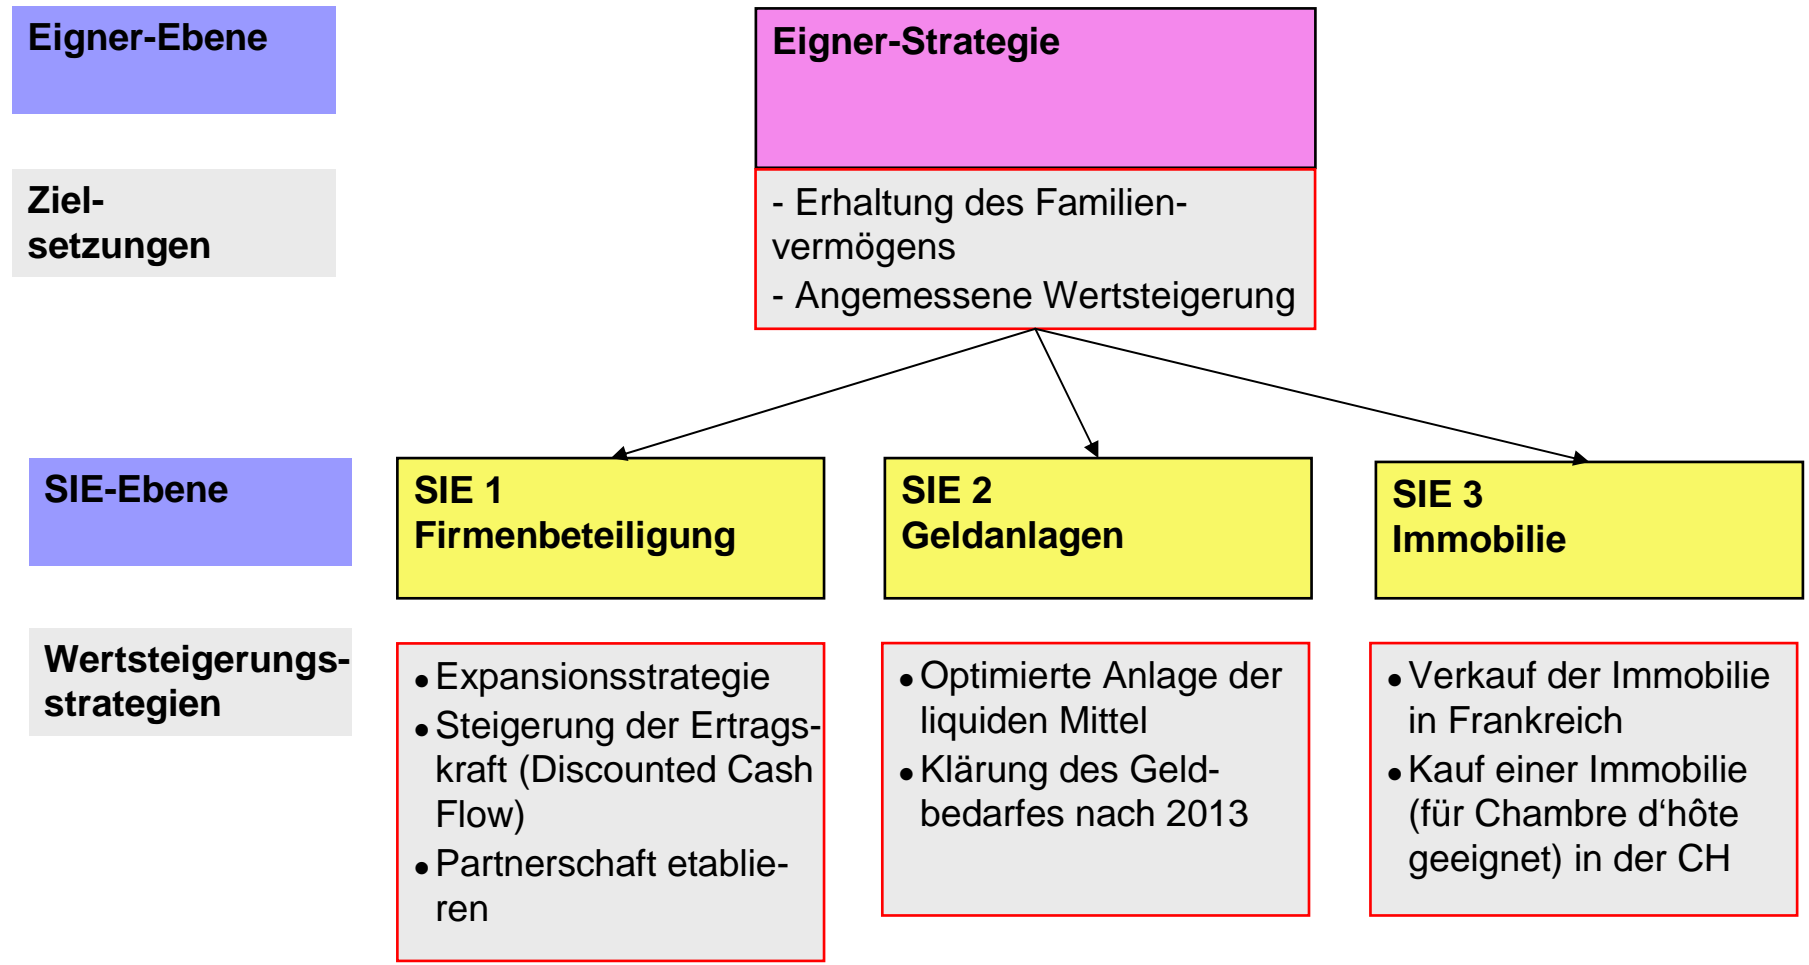 Eigner-Ebene
Eigner-Strategie
Ziel-
setzungen
- Erhaltung des Familien-
vermögens
- Angemessene Wertsteigerung
SIE-Ebene
SIE 1
Firmenbeteiligung
SIE 2
Geldanlagen
SIE 3
Immobilie
Wertsteigerungs-
strategien
● Expansionsstrategie
● Steigerung der Ertrags-
kraft (Discounted Cash
Flow)
● Partnerschaft etablie-
ren
● Optimierte Anlage der
liquiden Mittel
● Klärung des Geld-
bedarfes nach 2013
● Verkauf der Immobilie
in Frankreich
● Kauf einer Immobilie
(für Chambre d‘hôte
geeignet) in der CH